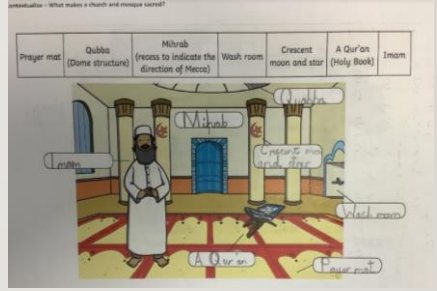 Contextualise – What makes a church and mosque sacred?
Prayer mat
Qubba
(Dome structure)
Mihrab
(recess to indicate the
direction of Mecca)
Wash room
Crescent
moon and star
A Qur'an
(Holy Book)
Imam
Quabba
Mihrab
Crescent moon
and star
Imam
Wash room
A Qur'an
Prayer mat